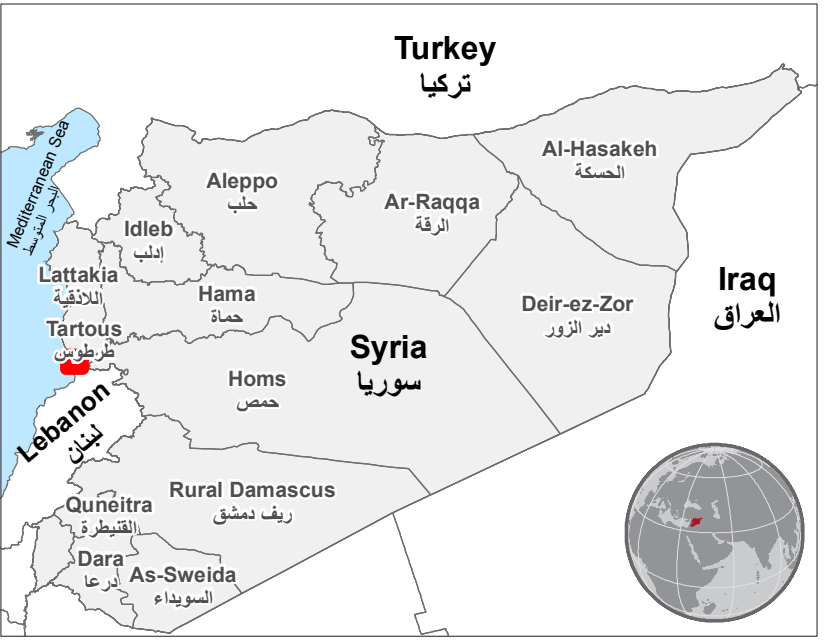 Turkey
تركيا
Mediterranean Sea
البحر المتوسط
Al-Hasakeh
الحسكة
Aleppo
حلب
Ar-Raqqa
الرقة
Idleb
إدلب
Lattakia
اللاذقية
Hama
حماة
Deir-ez-Zor
دير الزور
Iraq
العراق
Tartous
طرطوس
Syria
سوريا
Homs
حمص
Lebanon
لبنان
Rural Damascus
ريف دمشق
Quneitra
القنيطرة
Dara
درعا
As-Sweida
السويداء